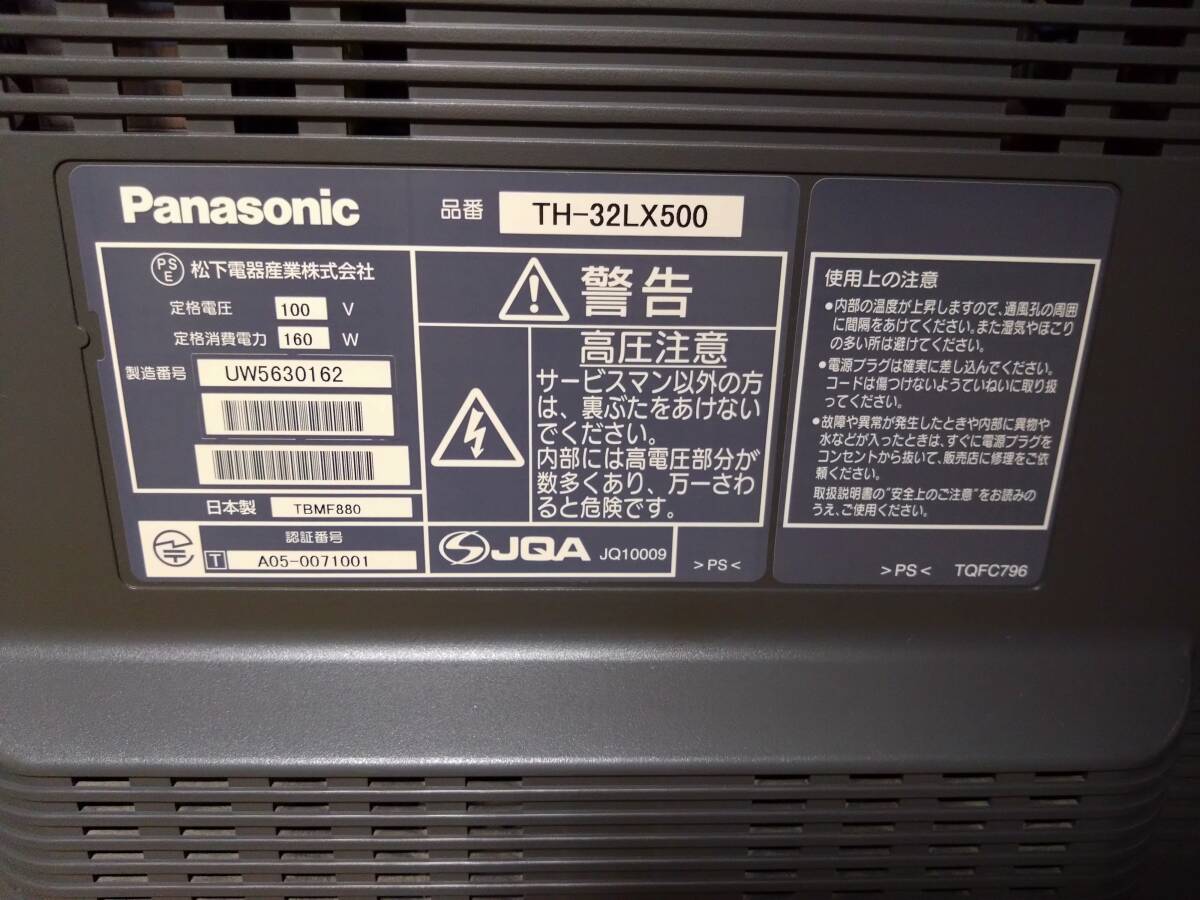 Panasonic
品番 TH-32LX500
PSE 松下電器産業株式会社
定格電圧 100 V
定格消費電力 160 W
製造番号 UW5630162
日本製 TBMF880
認証番号
T A05-0071001
警告
高圧注意
サービスマン以外の方
は、裏ぶたをあけない
でください。
内部には高電圧部分が
数多くあり、万一さわ
ると危険です。
JQA JQ10009
>PS<
使用上の注意
•内部の温度が上昇しますので、通風孔の周囲
に間隔をあけてください。また湿気やほこり
の多い所は避けてください。
•電源プラグは確実に差し込んでください。
コードは傷つけないようていねいに取り扱
ってください。
•故障や異常が発生したときや内部に異物や
水などが入ったときは、すぐに電源プラグを
コンセントから抜いて、販売店に修理をご依
頼ください。
取扱説明書の“安全上のご注意”をお読みの
うえ、ご使用ください。
>PS< TQFC796